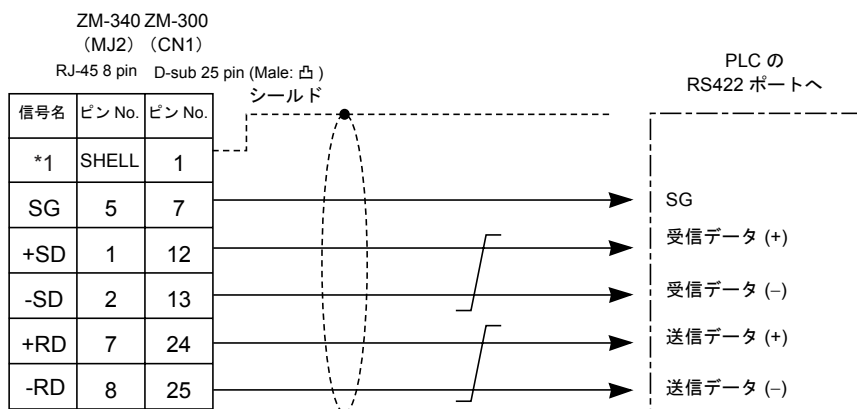 ZM-340 ZM-300
（MJ2）（CN1）
RJ-45 8 pin D-sub 25 pin (Male: 凸 )
シールド
PLC の
RS422 ポートへ
信号名 ピン No. ピン No.
*1 SHELL 1
SG 5 7 SG
+SD 1 12 受信データ (+)
-SD 2 13 受信データ (−)
+RD 7 24 送信データ (+)
-RD 8 25 送信データ (−)